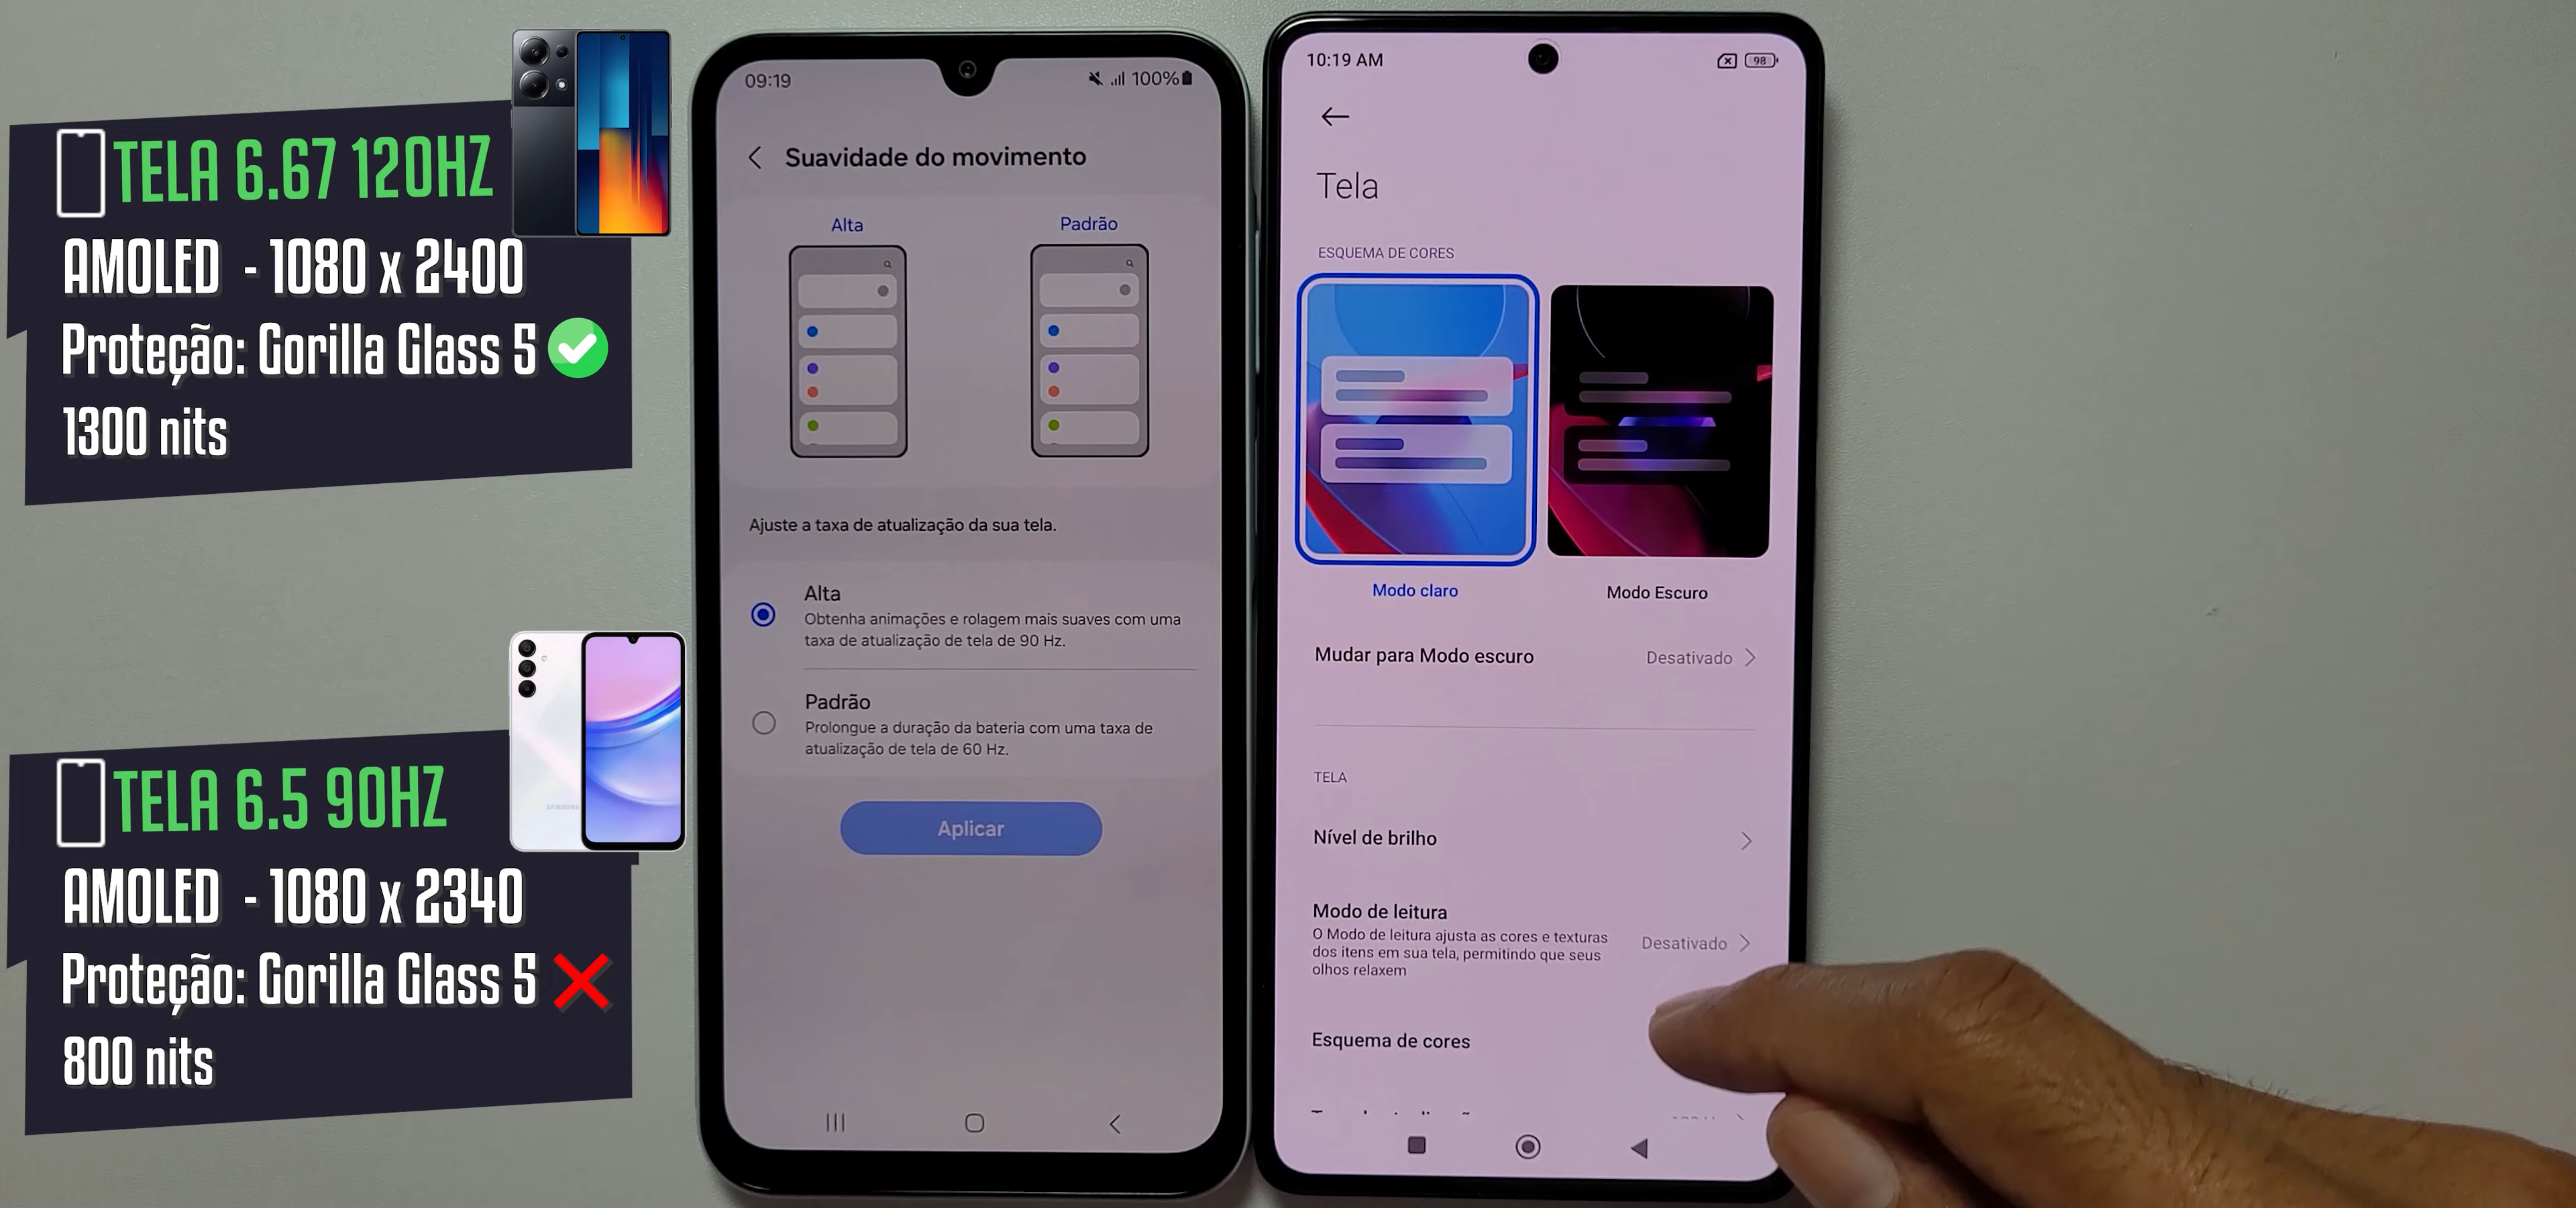 TELA 6.67 120HZ
AMOLED - 1080 x 2400
Proteção: Gorilla Glass 5
1300 nits
TELA 6.5 90HZ
AMOLED - 1080 x 2340
Proteção: Gorilla Glass 5
800 nits
SAMSUNG
09:19
100%
Suavidade do movimento
Alta
Padrão
Ajuste a taxa de atualização da sua tela.
Alta
Obtenha animações e rolagem mais suaves com uma
taxa de atualização de tela de 90 Hz.
Padrão
Prolongue a duração da bateria com uma taxa de
atualização de tela de 60 Hz.
Aplicar
10:19 AM
98
Tela
ESQUEMA DE CORES
Modo claro
Modo Escuro
Mudar para Modo escuro
Desativado
TELA
Nível de brilho
Modo de leitura
O Modo de leitura ajusta as cores e texturas
dos itens em sua tela, permitindo que seus
olhos relaxem
Desativado
Esquema de cores